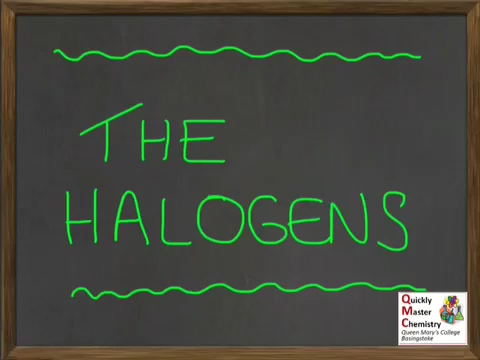 THE
HALOGENS
Quickly
Master
Chemistry
Queen Mary's College
Basingstoke